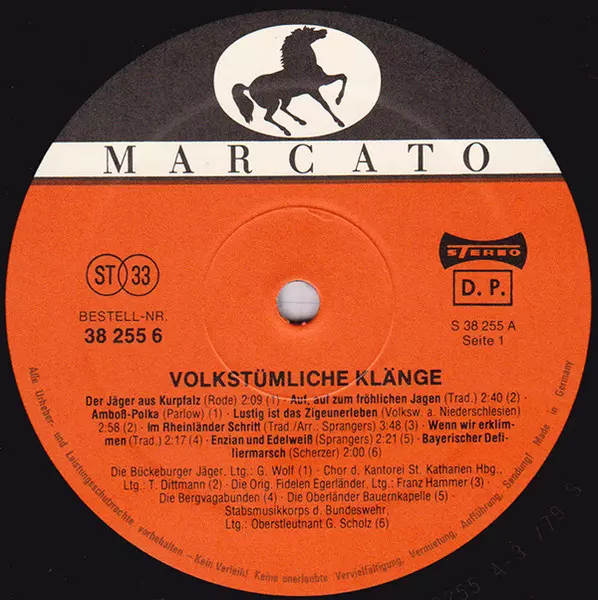 MARCATO
ST 33
STEREO
D. P.
BESTELL-NR.
38 255 6
S 38 255 A
Seite 1
VOLKSTÜMLICHE KLÄNGE
Der Jäger aus Kurpfalz (Rode) 2:09 (1) · Auf, auf zum fröhlichen Jagen (Trad.) 2:40 (2) ·
Amboß-Polka (Parlow) 1:09 (1) · Lustig ist das Zigeunerleben (Volksw. a. Niederschlesien)
2:58 (2) · Im Rheinländer Schritt (Trad./Arr.: Sprangers) 3:48 (3) · Wenn wir erklim-
men (Trad.) 2:17 (4) · Enzian und Edelweiß (Sprangers) 2:21 (5) · Bayerischer Defi-
liermarsch (Scherzer) 2:00 (6)
Die Bückeburger Jäger. Ltg.: G. Wolf (1) · Chor d. Kantorei St. Katharien Hbg.,
Ltg.: T. Dittmann (2) · Die Orig. Fidelen Egerländer. Ltg.: Franz Hammer (3) ·
Die Bergvagabunden (4) · Die Oberländer Bauernkapelle (5) ·
Stabsmusikkorps d. Bundeswehr.
Ltg.: Oberstleutnant G. Scholz (6)
Alle Urheber- und Leistungsschutzrechte vorbehalten – Kein Verleih! Keine unerlaubte Vervielfältigung, Vermietung, Aufführung, Sendung! Made in Germany